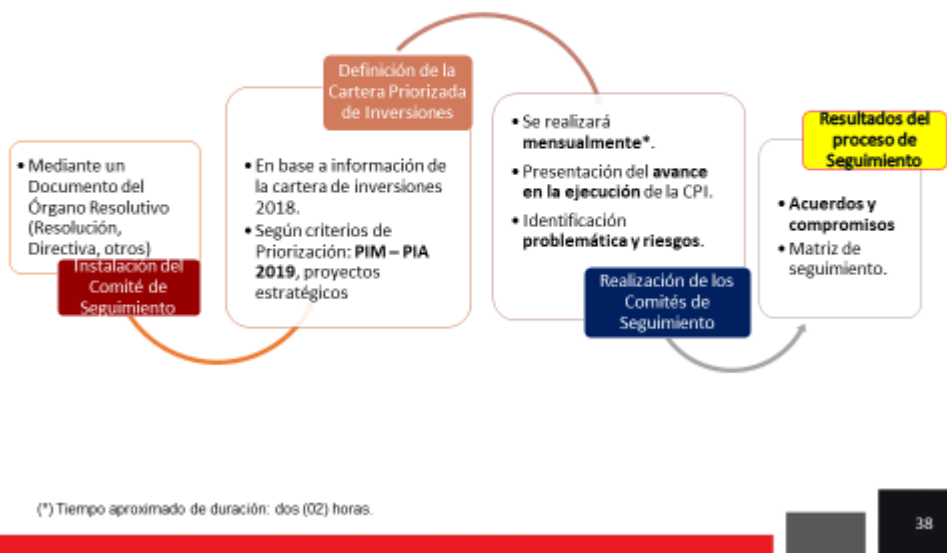 • Mediante un
Documento del
Órgano Resolutivo
(Resolución,
Directiva, otros)
Instalación del
Comité de
Seguimiento
Definición de la
Cartera Priorizada
de Inversiones
• En base a información de
la cartera de inversiones
2018.
• Según criterios de
Priorización: PIM – PIA
2019, proyectos
estratégicos
• Se realizará
mensualmente*.
• Presentación del avance
en la ejecución de la CPI.
• Identificación
problemática y riesgos.
Realización de los
Comités de
Seguimiento
Resultados del
proceso de
Seguimiento
• Acuerdos y
compromisos
• Matriz de
seguimiento.
(*) Tiempo aproximado de duración: dos (02) horas.
38